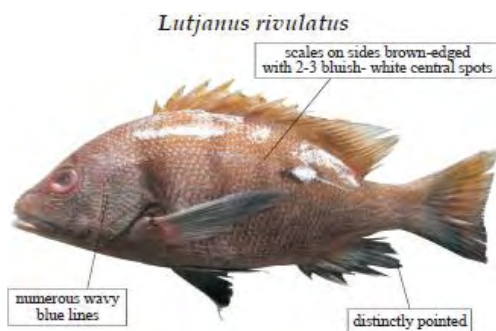 Lutjanus rivulatus
scales on sides brown-edged
with 2-3 bluish- white central spots
numerous wavy
blue lines
distinctly pointed